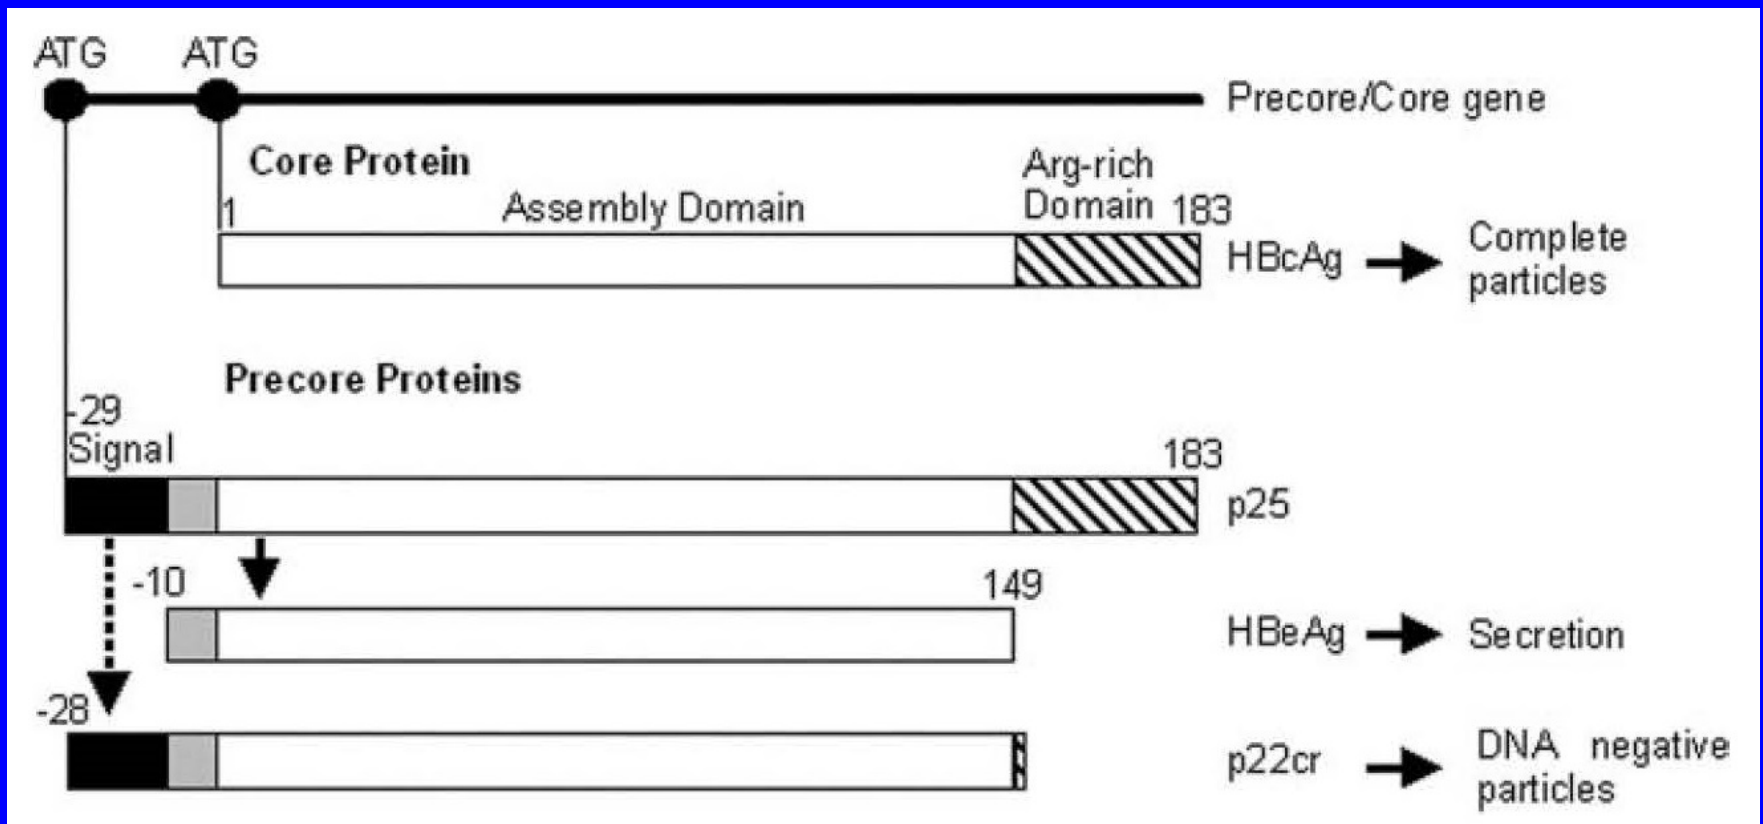 ATG ATG
Precore/Core gene
Core Protein
Arg-rich
Domain
1
Assembly Domain
183
HBcAg
Complete
particles
Precore Proteins
-29
Signal
183
p25
-10
149
HBeAg
Secretion
-28
p22cr
DNA negative
particles